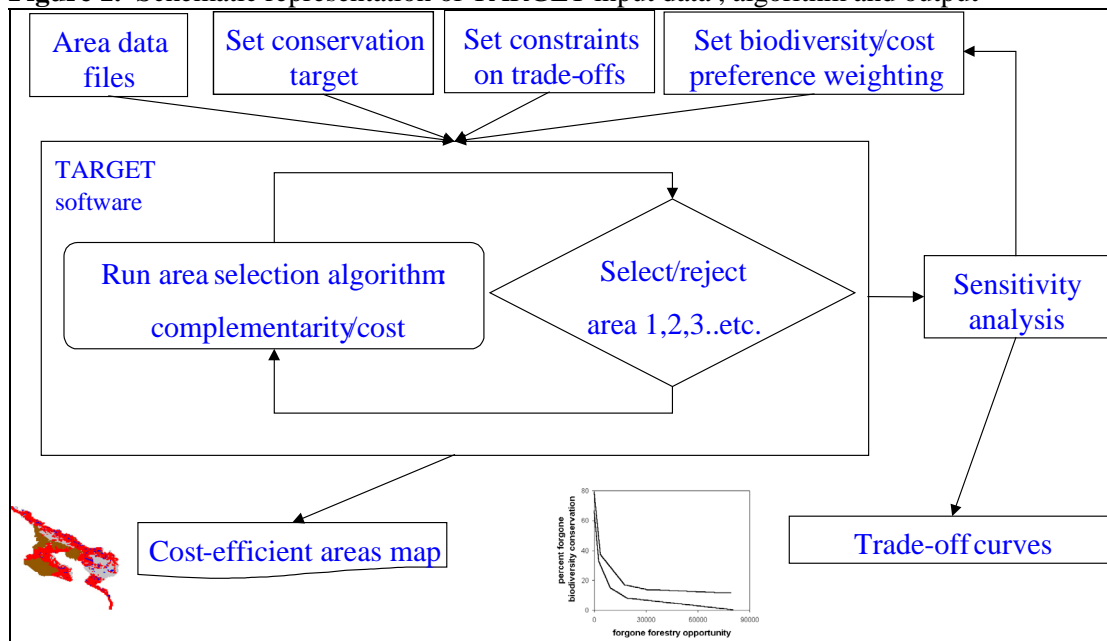 Area data
files
Set conservation
target
Set constraints
on trade-offs
Set biodiversity/cost
preference weighting
TARGET
software
Run area selection algorithm:
complementarity/cost
Select/reject
area 1,2,3..etc.
Sensitivity
analysis
Cost-efficient areas map
percent forgone
biodiversity conservation
80
60
40
20
0
0
30000
60000
90000
forgone forestry opportunity
Trade-off curves